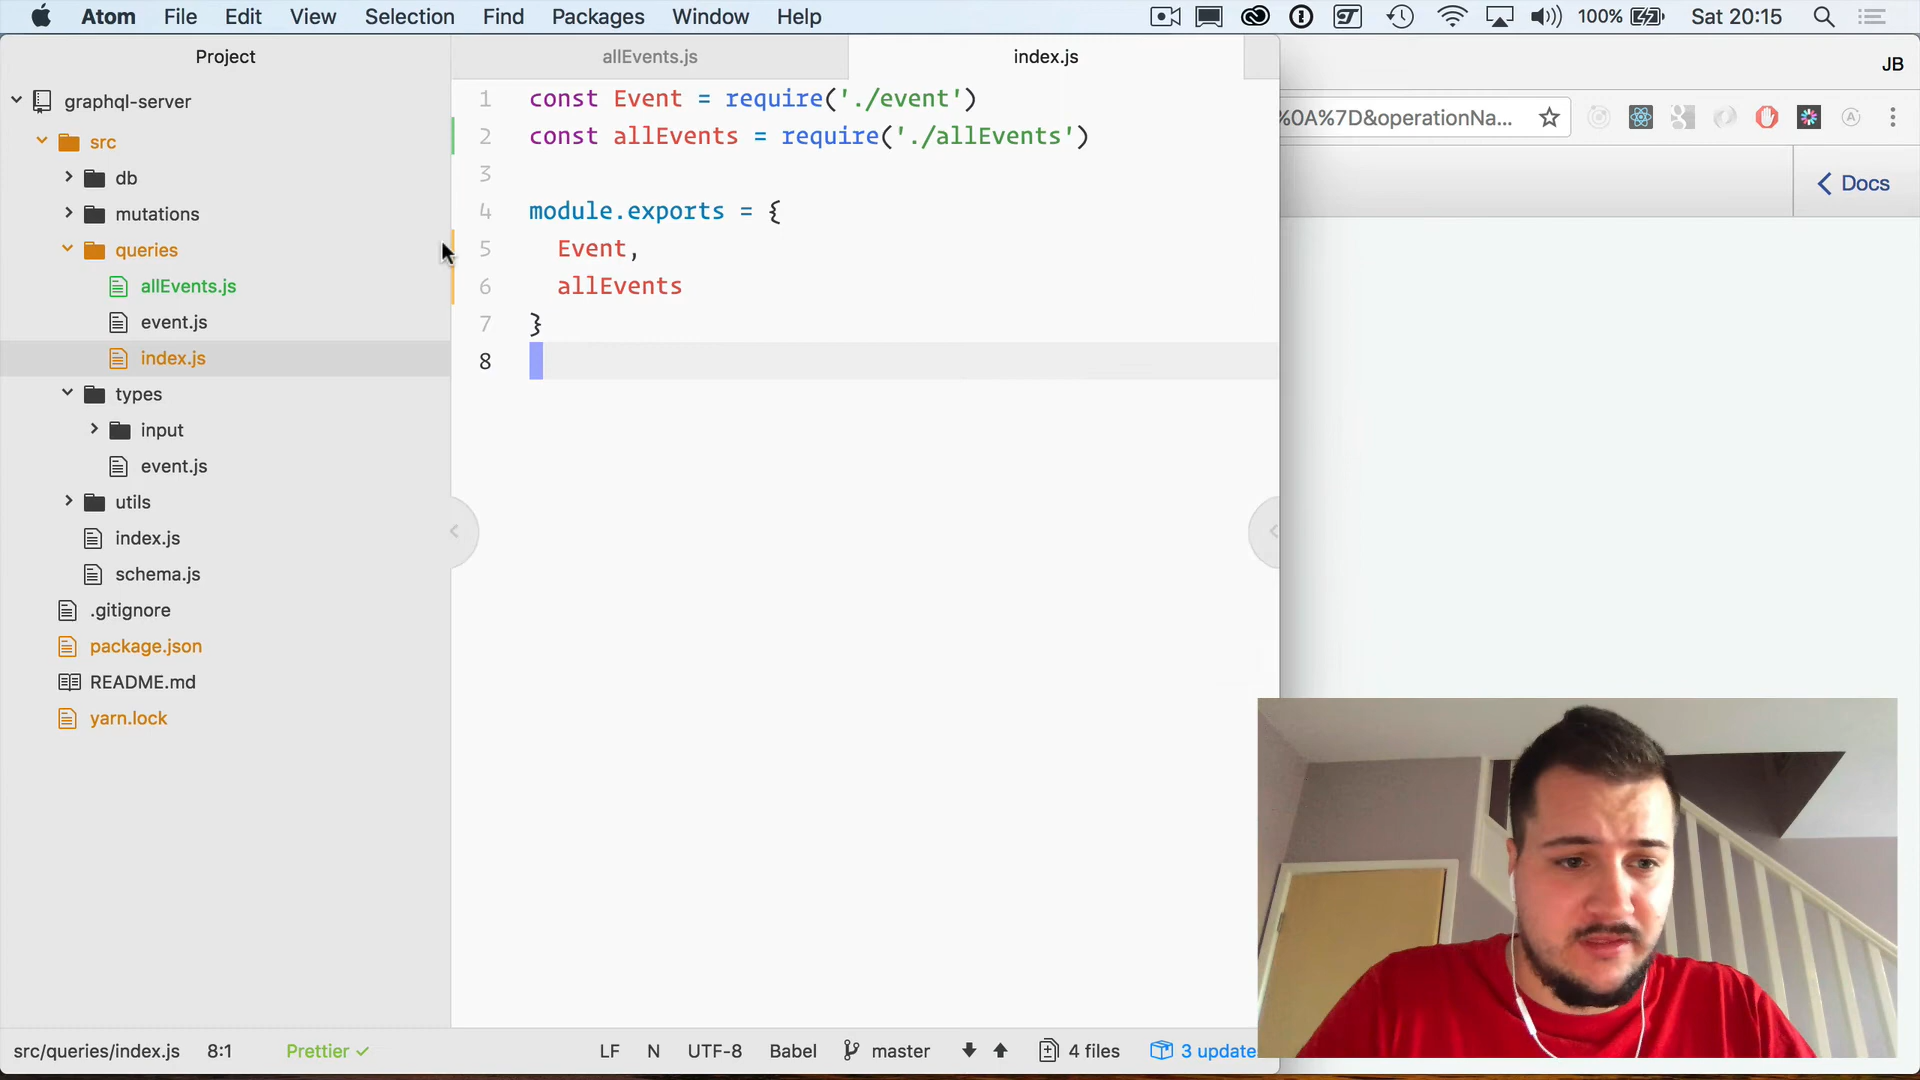 Atom File Edit View Selection Find Packages Window Help 100% Sat 20:15
Project allEvents.js index.js JB
graphql-server
src
db
mutations
queries
allEvents.js
event.js
index.js
types
input
event.js
utils
index.js
schema.js
.gitignore
package.json
README.md
yarn.lock
1 const Event = require('./event')
2 const allEvents = require('./allEvents')
3
4 module.exports = {
5 Event,
6 allEvents
7 }
8
%0A%7D&operationNa...
Docs
src/queries/index.js 8:1 Prettier ✓ LF N UTF-8 Babel master 4 files 3 update